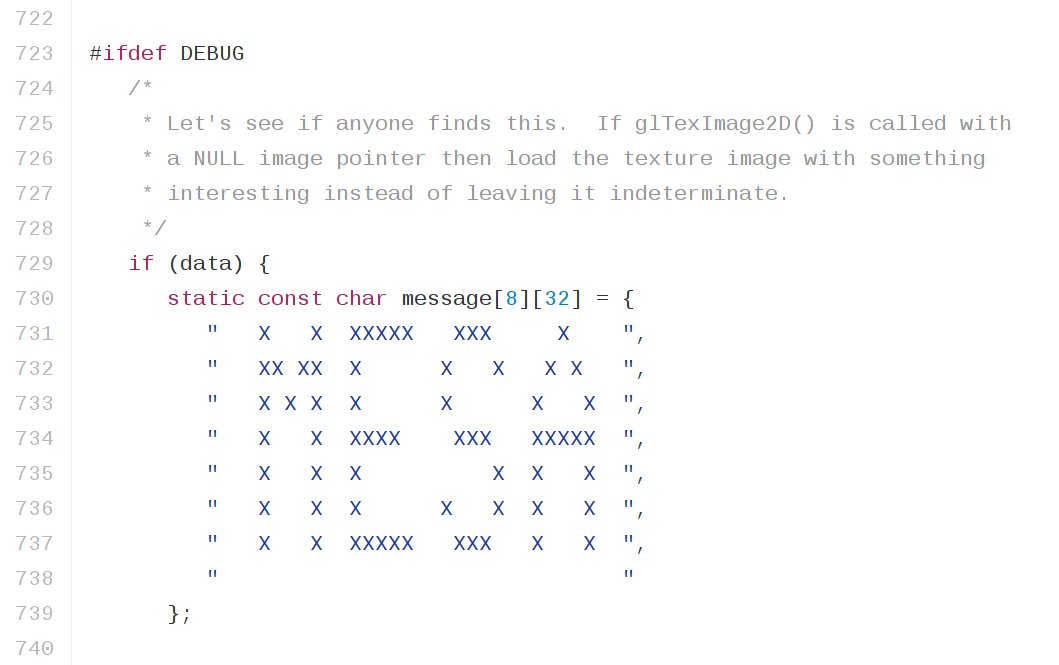 722
723 #ifdef DEBUG
724    /*
725     * Let's see if anyone finds this.  If glTexImage2D() is called with
726     * a NULL image pointer then load the texture image with something
727     * interesting instead of leaving it indeterminate.
728     */
729    if (data) {
730       static const char message[8][32] = {
731          "   X   X  XXXXX   XXX     X    ",
732          "   XX XX  X      X   X   X X   ",
733          "   X X X  X      X      X   X  ",
734          "   X   X  XXXX    XXX   XXXXX  ",
735          "   X   X  X          X  X   X  ",
736          "   X   X  X      X   X  X   X  ",
737          "   X   X  XXXXX   XXX   X   X  ",
738          "                               "
739       };
740